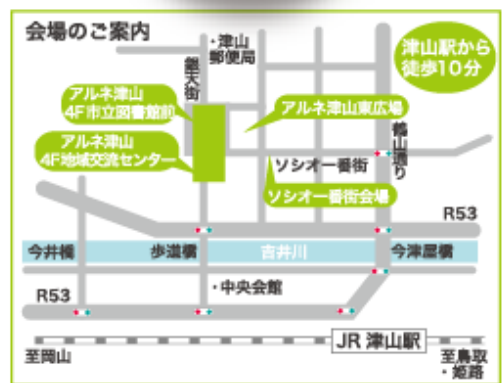 会場のご案内
・津山
郵便局
津山駅から
徒歩10分
銀天街
アルネ津山
4F市立図書館前
アルネ津山東広場
アルネ津山
4F地域交流センター
鶴山通り
ソシオ一番街
ソシオ一番街会場
R53
今井橋
歩道橋
吉井川
今津屋橋
・中央会館
R53
JR 津山駅
至岡山
至鳥取
・姫路